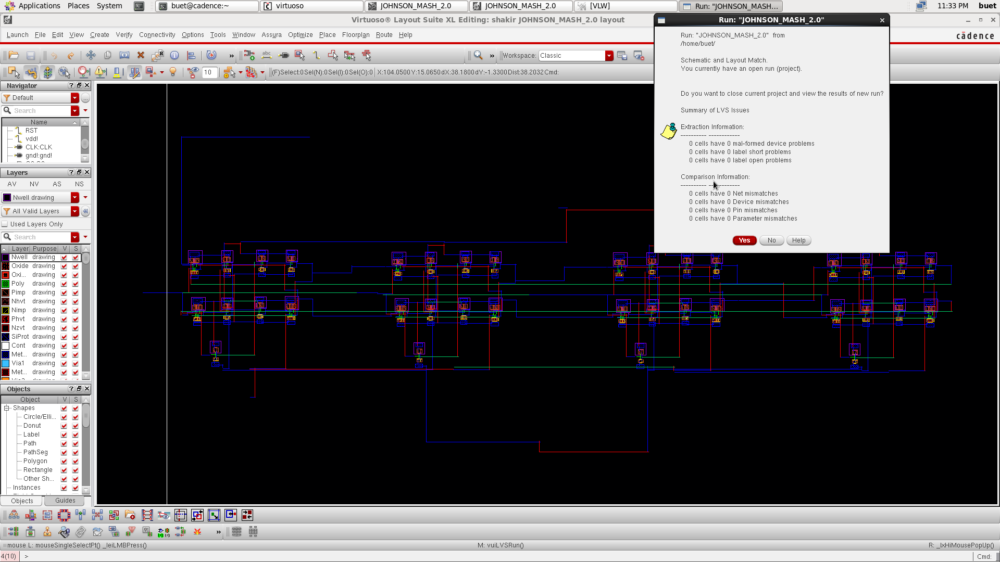 Applications Places System buet@cadence:~ virtuoso JOHNSON_MASH_2.0 JOHNSON_MASH_2.0 [VLW] Run: "JOHNSON_MASH... 11:33 PM buet
Virtuoso® Layout Suite XL Editing: shakir JOHNSON_MASH_2.0 layout
Launch File Edit View Create Verify Connectivity Options Tools Window Assura Optimize Place Floorplan Route Help
cādence
» abc » Workspace: Classic
10 (F)Select:0 Sel(N):0 Sel(I):0 Sel(O):0 X:104.0500 Y:15.0650 dX:38.1800 dY:-1.3300 Dist:38.2032 Cmd:
Navigator
Default
Search
Name
RST
vdd!
CLK:CLK
gnd!:gnd!
Layers
AV NV AS NS
Nwell drawing
All Valid Layers
Used Layers Only
Search
Layer Purpose V S
Nwell drawing
Oxide drawing
Oxi... drawing
Poly drawing
Pimp drawing
Nhvt drawing
Nimp drawing
Phvt drawing
Nzvt drawing
SiProt drawing
Cont drawing
Met... drawing
Via1 drawing
Met... drawing
Objects
Object V S
Shapes
Circle/Elli...
Donut
Label
Path
PathSeg
Polygon
Rectangle
Other Sh...
Instances
Objects Guides
Run: "JOHNSON_MASH_2.0"
Run: "JOHNSON_MASH_2.0" from
/home/buet/
Schematic and Layout Match.
You currently have an open run (project).
Do you want to close current project and view the results of new run?
Summary of LVS Issues
Extraction Information:
---------- ------------
0 cells have 0 mal-formed device problems
0 cells have 0 label short problems
0 cells have 0 label open problems
Comparison Information:
---------- ------------
0 cells have 0 Net mismatches
0 cells have 0 Device mismatches
0 cells have 0 Pin mismatches
0 cells have 0 Parameter mismatches
Yes No Help
»
mouse L: mouseSingleSelectPt() _leiLMBPress() M: vuiLVSRun() R: _lxHiMousePopUp()
4(10) > Cmd: